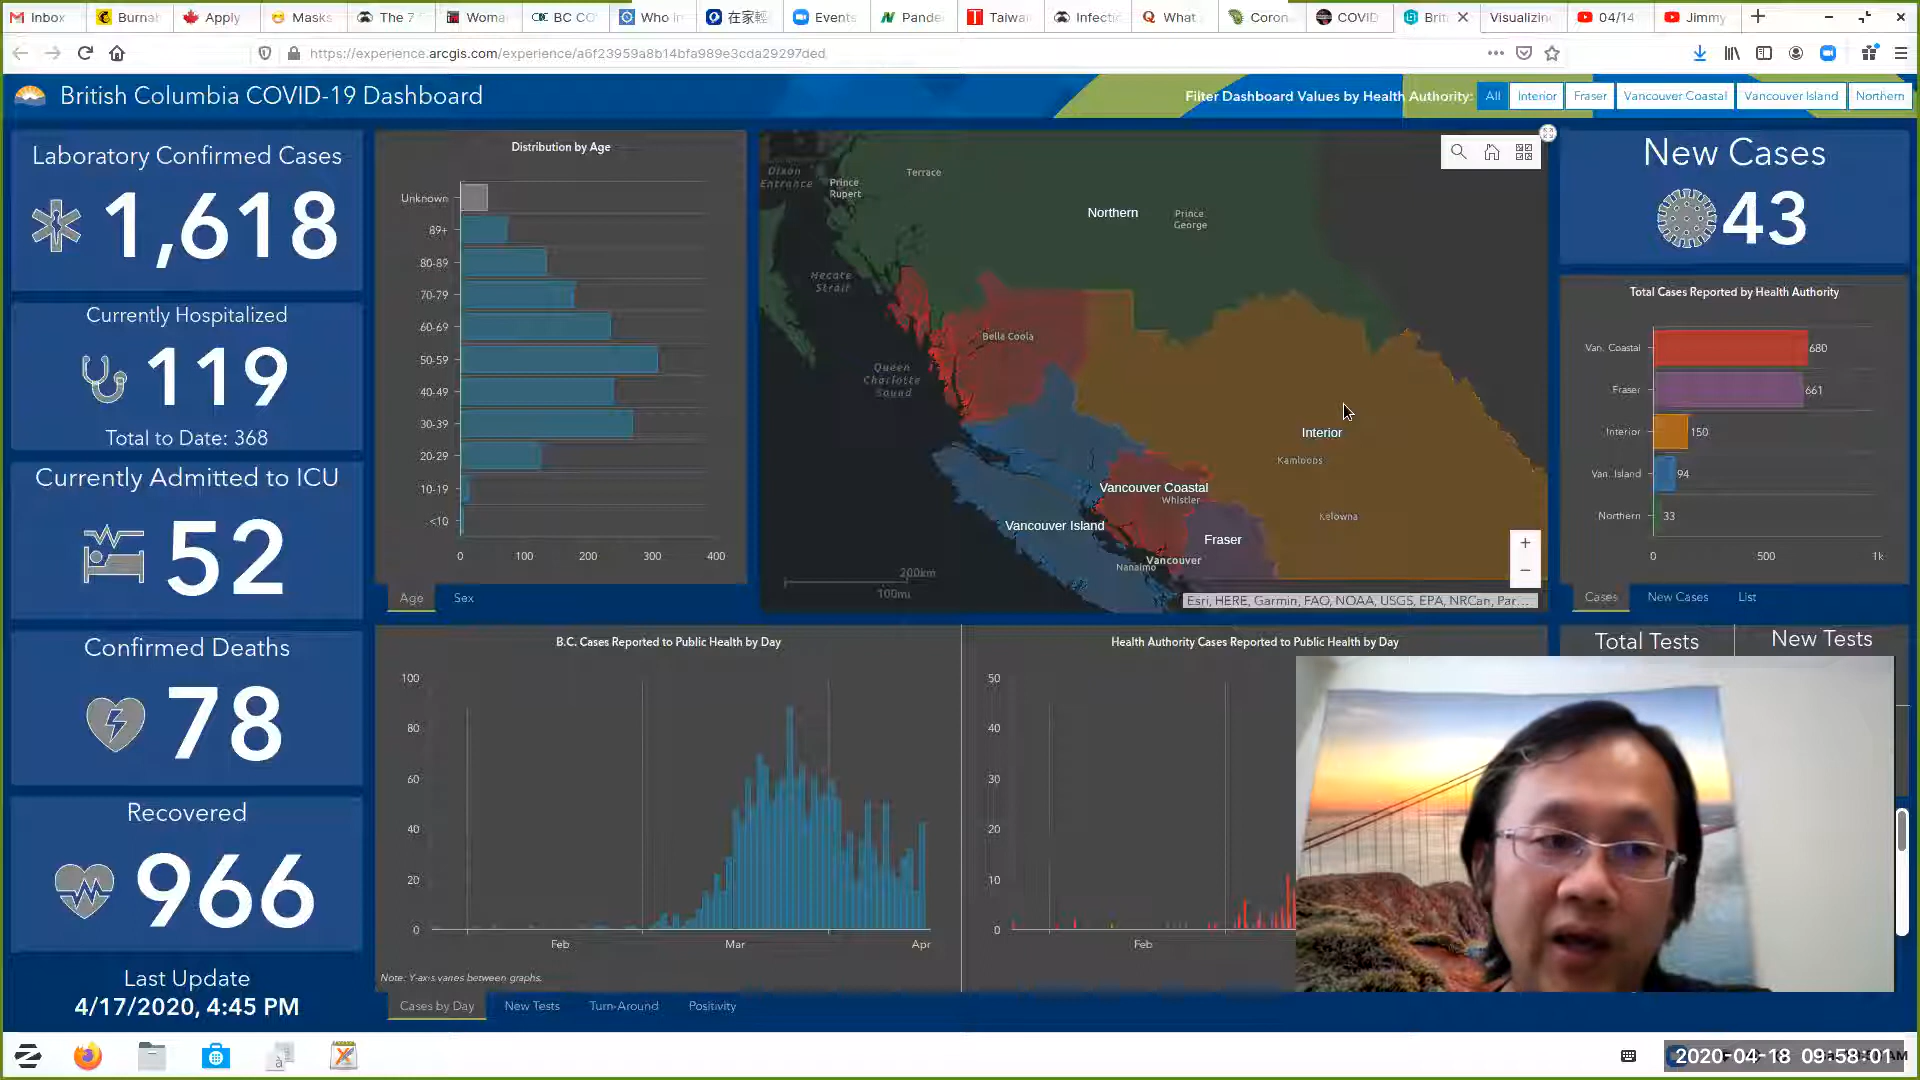 Inbox
Burnab
Apply
Masks
The 7
Woma
BC CO
Who i
在家輕
Events
Pande
Taiwan
Infecti
What
Coron
COVID
Briti
Visualizin
04/14
Jimmy
https://experience.arcgis.com/experience/a6f23959a8b14bfa989e3cda29297ded
British Columbia COVID-19 Dashboard
Filter Dashboard Values by Health Authority:
All
Interior
Fraser
Vancouver Coastal
Vancouver Island
Northern
Laboratory Confirmed Cases
1,618
Currently Hospitalized
119
Total to Date: 368
Currently Admitted to ICU
52
Confirmed Deaths
78
Recovered
966
Last Update
4/17/2020, 4:45 PM
Distribution by Age
Unknown
89+
80-89
70-79
60-69
50-59
40-49
30-39
20-29
10-19
<10
0 100 200 300 400
Age
Sex
Dixon
Entrance
Prince
Rupert
Terrace
Northern
Prince
George
Hecate
Strait
Bella Coola
Queen
Charlotte
Sound
Interior
Kamloops
Vancouver Coastal
Whistler
Kelowna
Vancouver Island
Fraser
Vancouver
Nanaimo
200km
100mi
+
−
Esri, HERE, Garmin, FAO, NOAA, USGS, EPA, NRCan, Par...
New Cases
43
Total Cases Reported by Health Authority
Van. Coastal 680
Fraser 661
Interior 150
Van. Island 94
Northern 33
0 500 1k
Cases
New Cases
List
B.C. Cases Reported to Public Health by Day
100
80
60
40
20
0
Feb Mar Apr
Note: Y-axis varies between graphs.
Cases by Day
New Tests
Turn-Around
Positivity
Health Authority Cases Reported to Public Health by Day
50
40
30
20
10
0
Feb
Total Tests
New Tests
2020-04-18 09:58:01